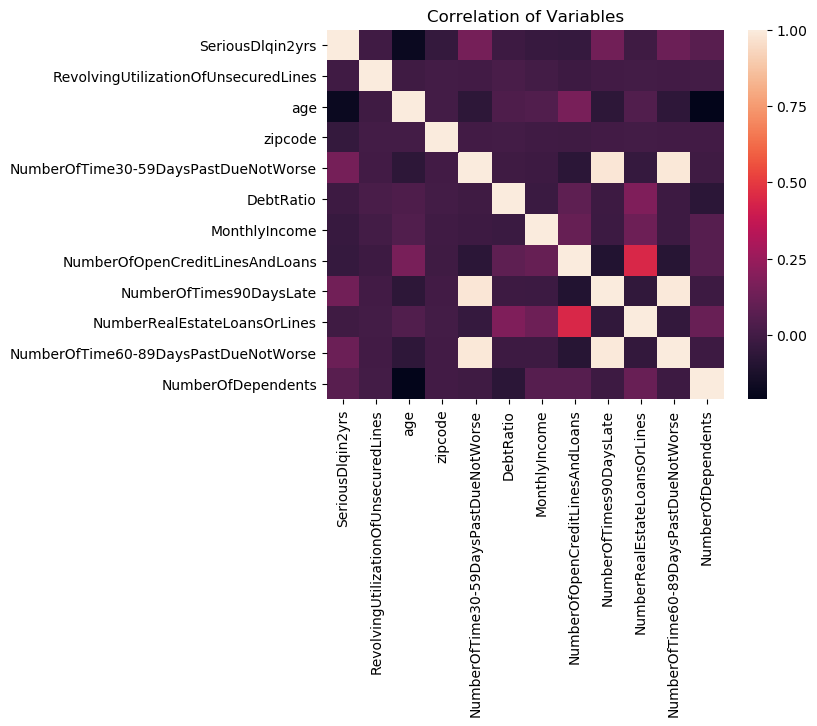 Correlation of Variables
SeriousDlqin2yrs
RevolvingUtilizationOfUnsecuredLines
age
zipcode
NumberOfTime30-59DaysPastDueNotWorse
DebtRatio
MonthlyIncome
NumberOfOpenCreditLinesAndLoans
NumberOfTimes90DaysLate
NumberRealEstateLoansOrLines
NumberOfTime60-89DaysPastDueNotWorse
NumberOfDependents
1.00
0.75
0.50
0.25
0.00
SeriousDlqin2yrs
RevolvingUtilizationOfUnsecuredLines
age
zipcode
NumberOfTime30-59DaysPastDueNotWorse
DebtRatio
MonthlyIncome
NumberOfOpenCreditLinesAndLoans
NumberOfTimes90DaysLate
NumberRealEstateLoansOrLines
NumberOfTime60-89DaysPastDueNotWorse
NumberOfDependents